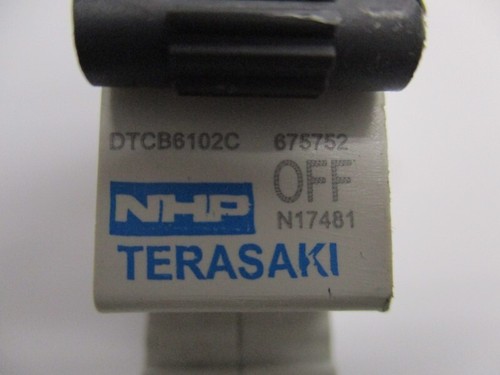 DTCB6102C 675752
OFF
NHP N17481
TERASAKI